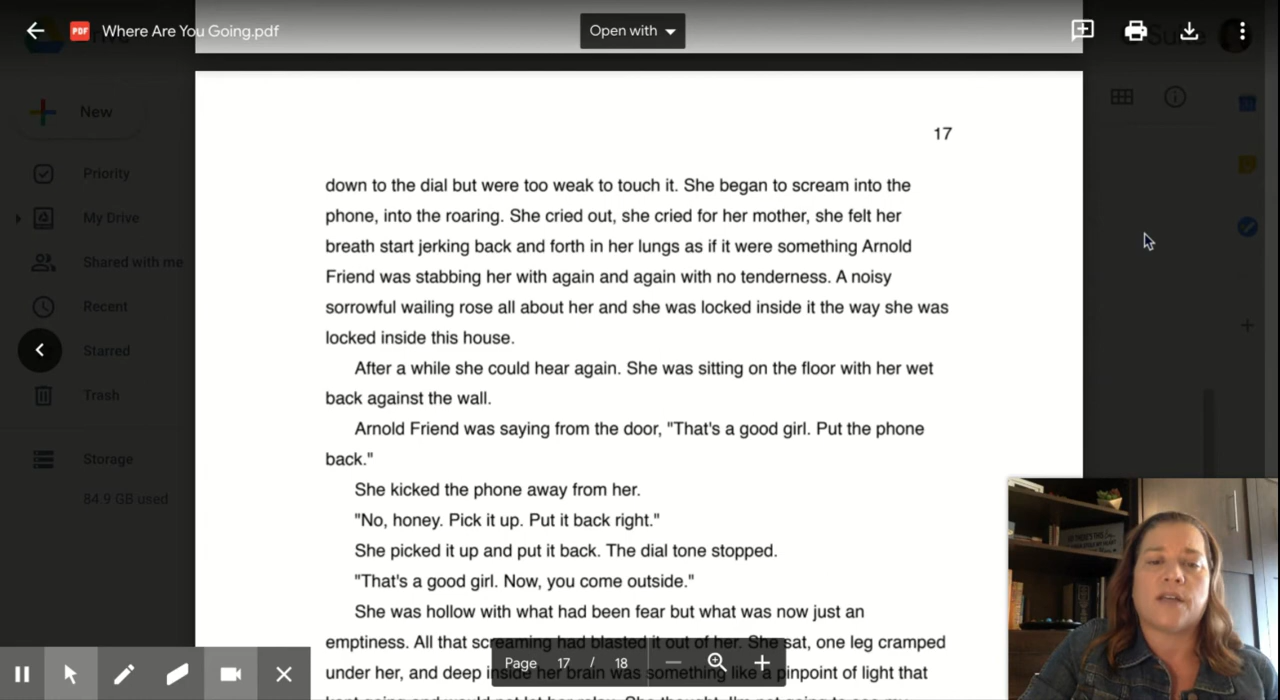 PDF Where Are You Going.pdf
Open with
New
Priority
My Drive
Shared with me
Recent
Starred
Trash
Storage
84.9 GB used
17
down to the dial but were too weak to touch it. She began to scream into the
phone, into the roaring. She cried out, she cried for her mother, she felt her
breath start jerking back and forth in her lungs as if it were something Arnold
Friend was stabbing her with again and again with no tenderness. A noisy
sorrowful wailing rose all about her and she was locked inside it the way she was
locked inside this house.
After a while she could hear again. She was sitting on the floor with her wet
back against the wall.
Arnold Friend was saying from the door, "That's a good girl. Put the phone
back."
She kicked the phone away from her.
"No, honey. Pick it up. Put it back right."
She picked it up and put it back. The dial tone stopped.
"That's a good girl. Now, you come outside."
She was hollow with what had been fear but what was now just an
emptiness. All that screaming had blasted it out of her. She sat, one leg cramped
under her, and deep inside her brain was something like a pinpoint of light that
Page 17 / 18